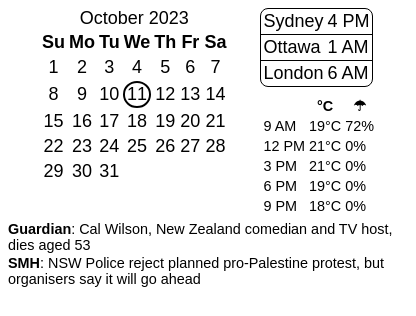 October 2023
Su Mo Tu We Th Fr Sa
1 2 3 4 5 6 7
8 9 10 11 12 13 14
15 16 17 18 19 20 21
22 23 24 25 26 27 28
29 30 31
Sydney 4 PM
Ottawa 1 AM
London 6 AM
°C ☂
9 AM 19°C 72%
12 PM 21°C 0%
3 PM 21°C 0%
6 PM 19°C 0%
9 PM 18°C 0%
Guardian: Cal Wilson, New Zealand comedian and TV host,
dies aged 53
SMH: NSW Police reject planned pro-Palestine protest, but
organisers say it will go ahead